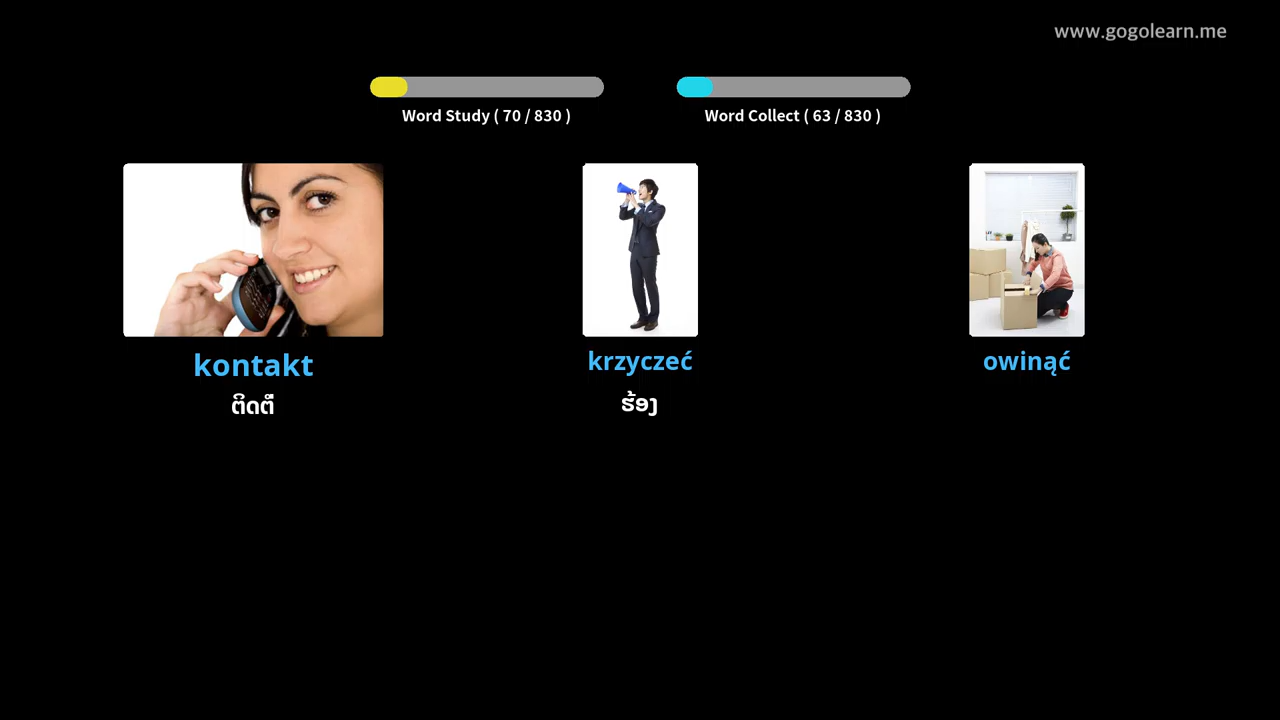 www.gogolearn.me
Word Study ( 70 / 830 )
Word Collect ( 63 / 830 )
kontakt
krzyczeć
owinąć
ຕິດຕໍ່
ຮ້ອງ